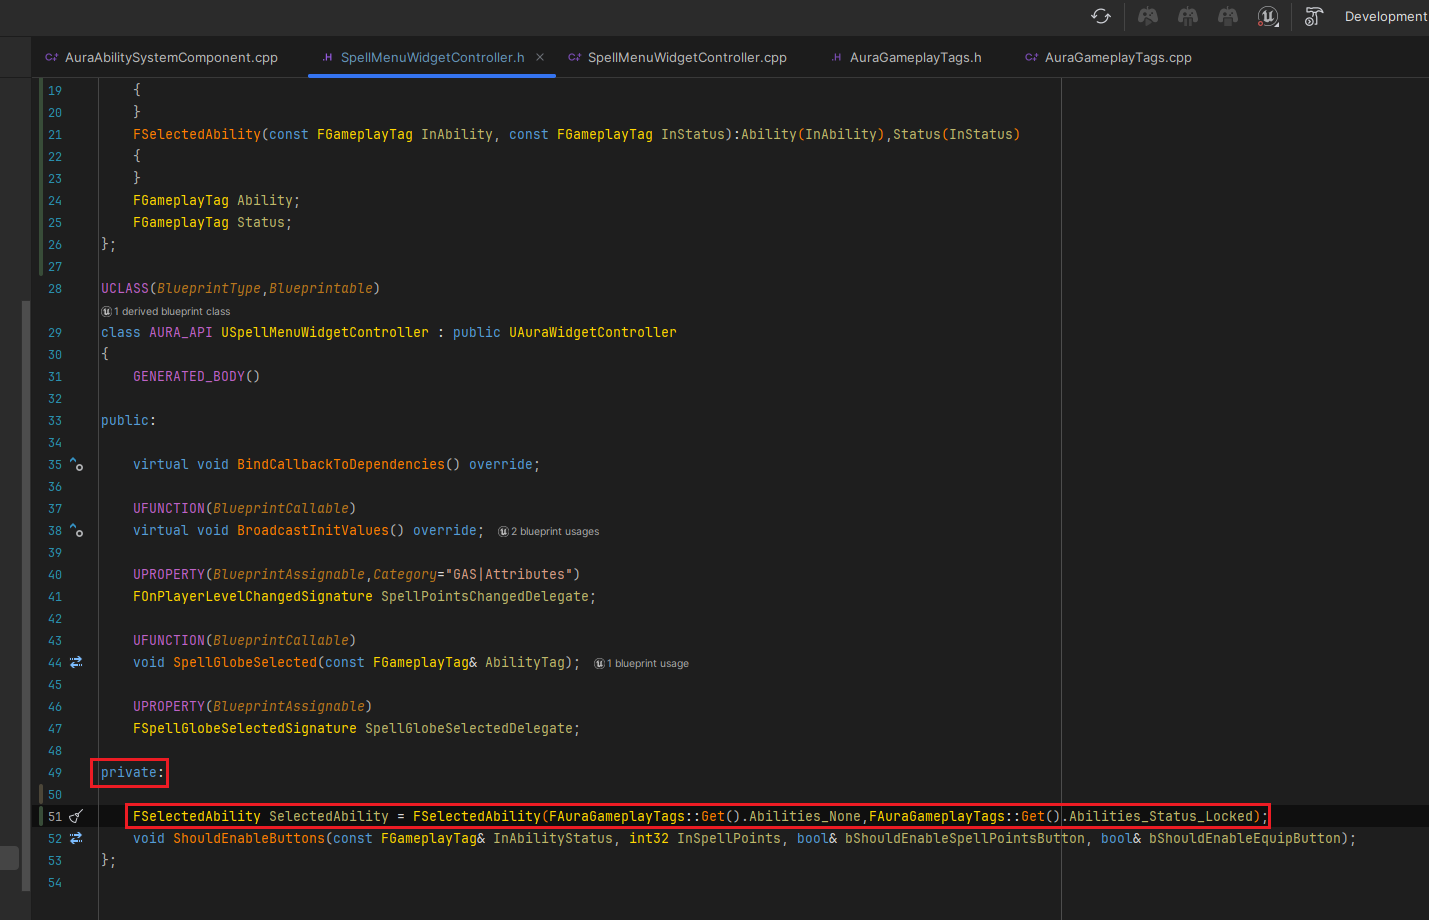 Development
AuraAbilitySystemComponent.cpp SpellMenuWidgetController.h SpellMenuWidgetController.cpp AuraGameplayTags.h AuraGameplayTags.cpp
19 {
20 }
21 FSelectedAbility(const FGameplayTag InAbility, const FGameplayTag InStatus):Ability(InAbility),Status(InStatus)
22 {
23 }
24 FGameplayTag Ability;
25 FGameplayTag Status;
26 };
27
28 UCLASS(BlueprintType,Blueprintable)
1 derived blueprint class
29 class AURA_API USpellMenuWidgetController : public UAuraWidgetController
30 {
31 GENERATED_BODY()
32
33 public:
34
35 virtual void BindCallbackToDependencies() override;
36
37 UFUNCTION(BlueprintCallable)
38 virtual void BroadcastInitValues() override; 2 blueprint usages
39
40 UPROPERTY(BlueprintAssignable,Category="GAS|Attributes")
41 FOnPlayerLevelChangedSignature SpellPointsChangedDelegate;
42
43 UFUNCTION(BlueprintCallable)
44 void SpellGlobeSelected(const FGameplayTag& AbilityTag); 1 blueprint usage
45
46 UPROPERTY(BlueprintAssignable)
47 FSpellGlobeSelectedSignature SpellGlobeSelectedDelegate;
48
49 private:
50
51 FSelectedAbility SelectedAbility = FSelectedAbility(FAuraGameplayTags::Get().Abilities_None,FAuraGameplayTags::Get().Abilities_Status_Locked);
52 void ShouldEnableButtons(const FGameplayTag& InAbilityStatus, int32 InSpellPoints, bool& bShouldEnableSpellPointsButton, bool& bShouldEnableEquipButton);
53 };
54